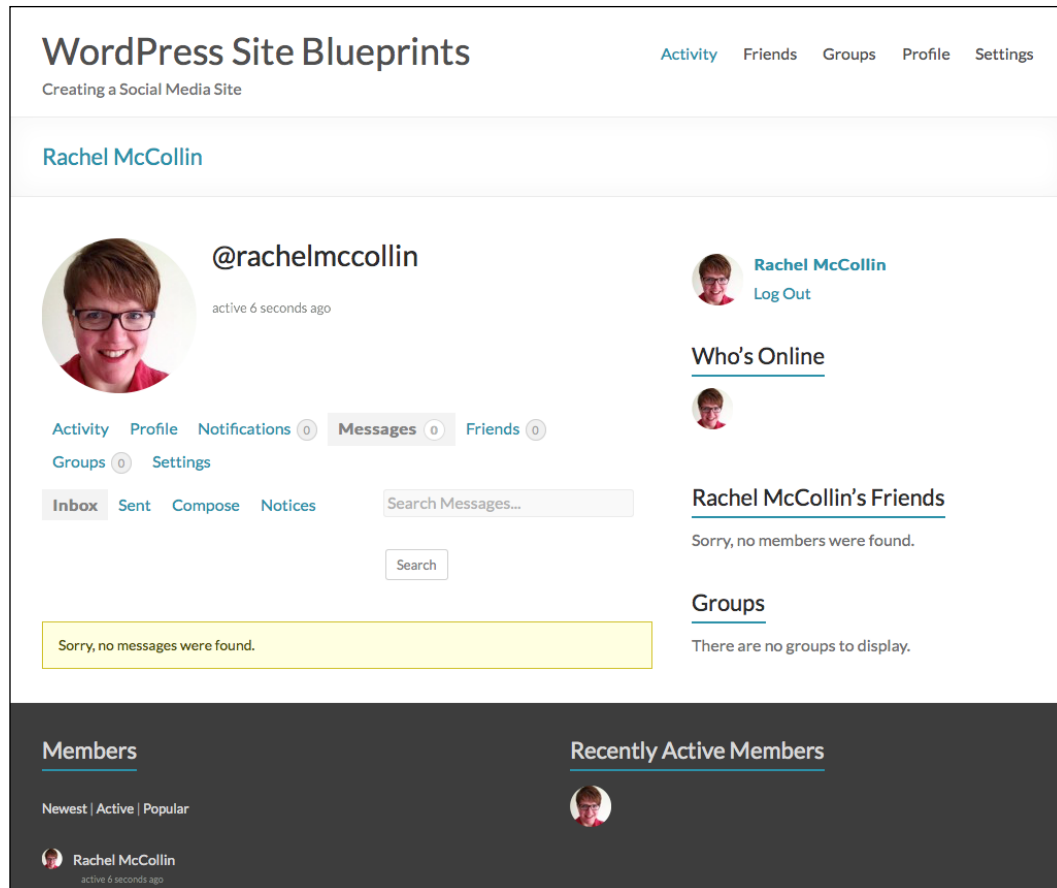 WordPress Site Blueprints
Creating a Social Media Site
Activity Friends Groups Profile Settings
Rachel McCollin
@rachelmccollin
active 6 seconds ago
Activity Profile Notifications 0 Messages 0 Friends 0
Groups 0 Settings
Inbox Sent Compose Notices
Search Messages...
Search
Sorry, no messages were found.
Rachel McCollin
Log Out
Who's Online
Rachel McCollin's Friends
Sorry, no members were found.
Groups
There are no groups to display.
Members
Newest | Active | Popular
Rachel McCollin
active 6 seconds ago
Recently Active Members